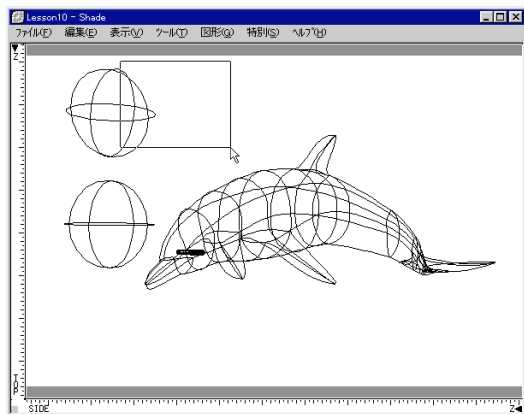 Lesson10 - Shade
ファイル(F) 編集(E) 表示(V) ツール(T) 図形(G) 特別(S) ヘルプ(H)
Z
TOP
SIDE
Z